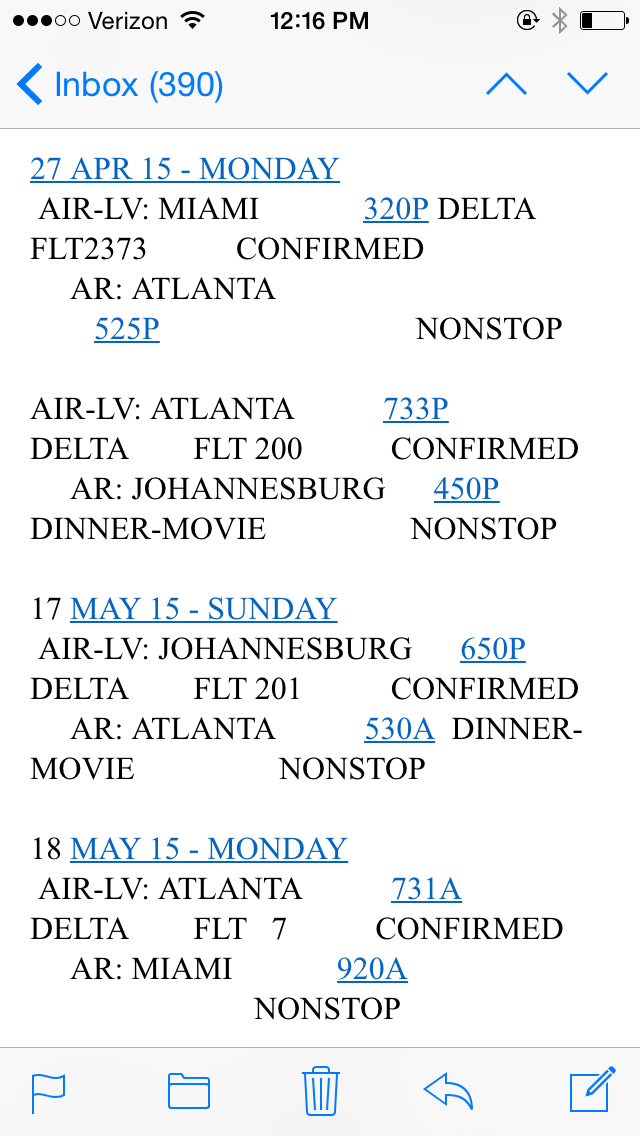 Verizon 12:16 PM
Inbox (390)
27 APR 15 - MONDAY
AIR-LV: MIAMI 320P DELTA
FLT2373 CONFIRMED
AR: ATLANTA
525P NONSTOP
AIR-LV: ATLANTA 733P
DELTA FLT 200 CONFIRMED
AR: JOHANNESBURG 450P
DINNER-MOVIE NONSTOP
17 MAY 15 - SUNDAY
AIR-LV: JOHANNESBURG 650P
DELTA FLT 201 CONFIRMED
AR: ATLANTA 530A DINNER-
MOVIE NONSTOP
18 MAY 15 - MONDAY
AIR-LV: ATLANTA 731A
DELTA FLT 7 CONFIRMED
AR: MIAMI 920A
NONSTOP